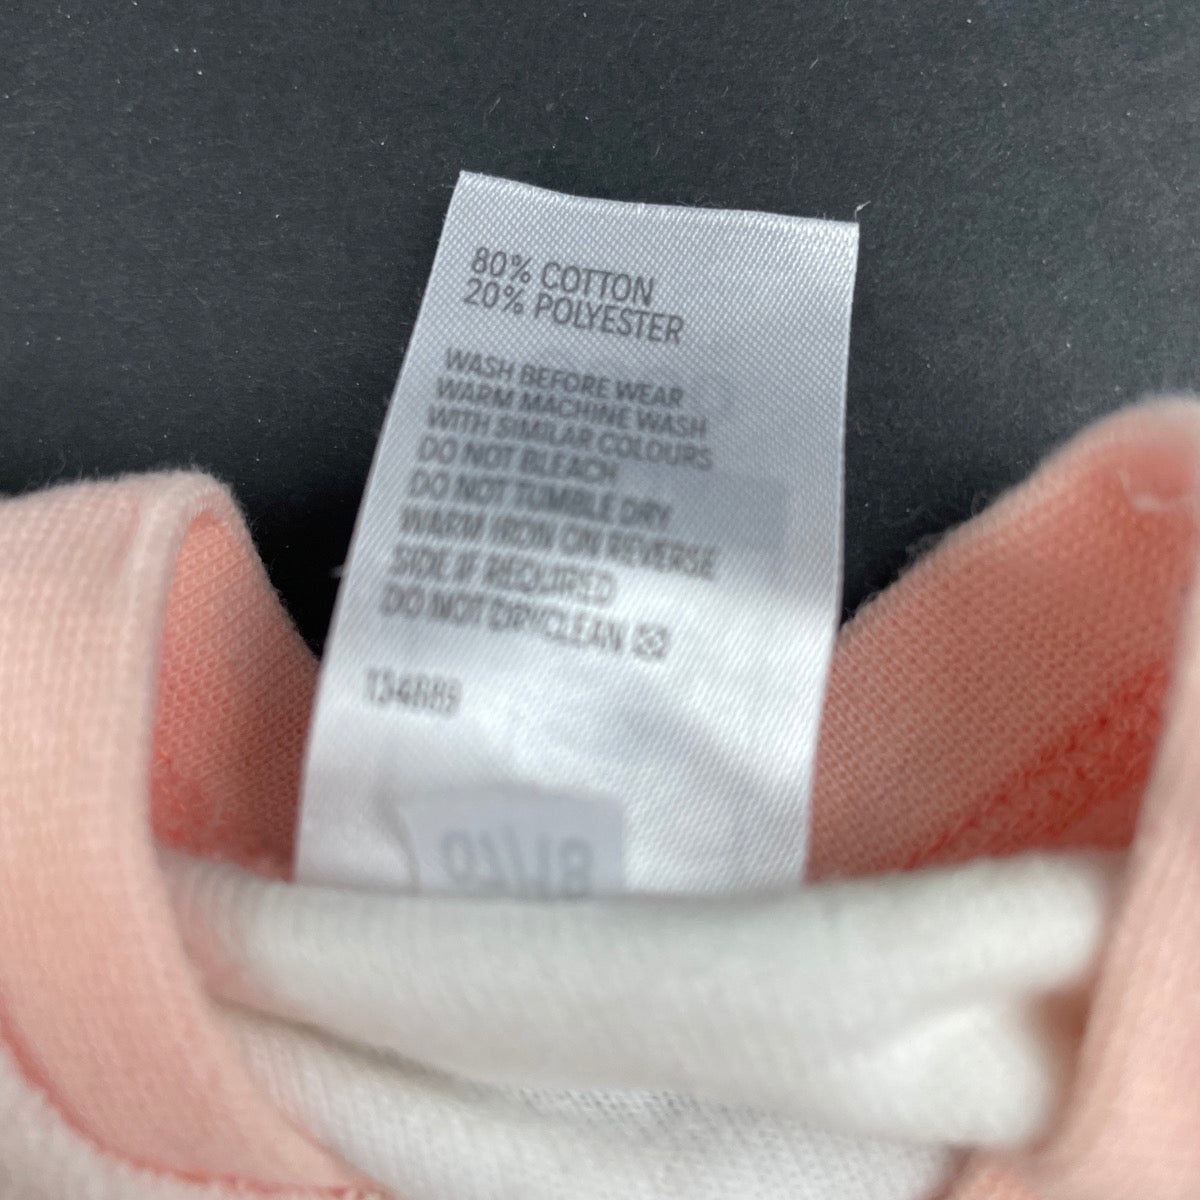 80% COTTON
20% POLYESTER
WASH BEFORE WEAR
WARM MACHINE WASH
WITH SIMILAR COLOURS
DO NOT BLEACH
DO NOT TUMBLE DRY
WARM IRON ON REVERSE
SIDE IF REQUIRED
DO NOT DRYCLEAN